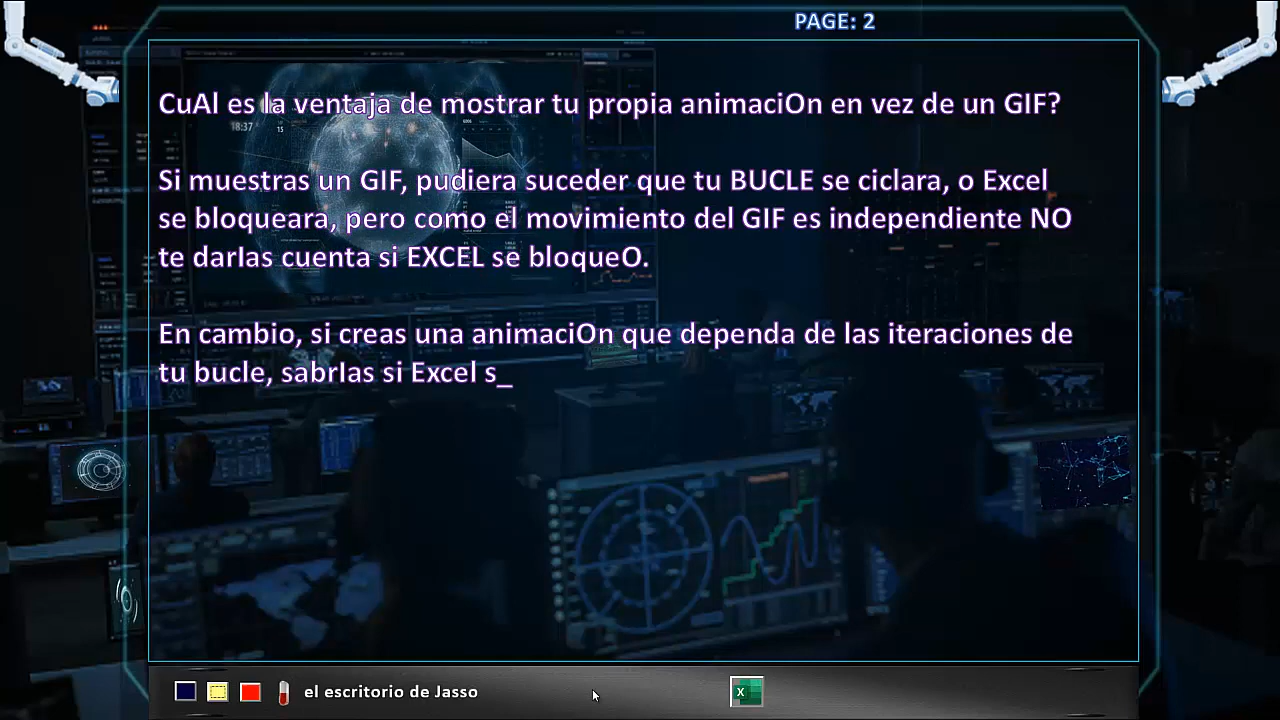 PAGE: 2
CuAl es la ventaja de mostrar tu propia animaciOn en vez de un GIF?
Si muestras un GIF, pudiera suceder que tu BUCLE se ciclara, o Excel
se bloqueara, pero como el movimiento del GIF es independiente NO
te darIas cuenta si EXCEL se bloqueO.
En cambio, si creas una animaciOn que dependa de las iteraciones de
tu bucle, sabrIas si Excel s_
18:37
15
el escritorio de Jasso
X